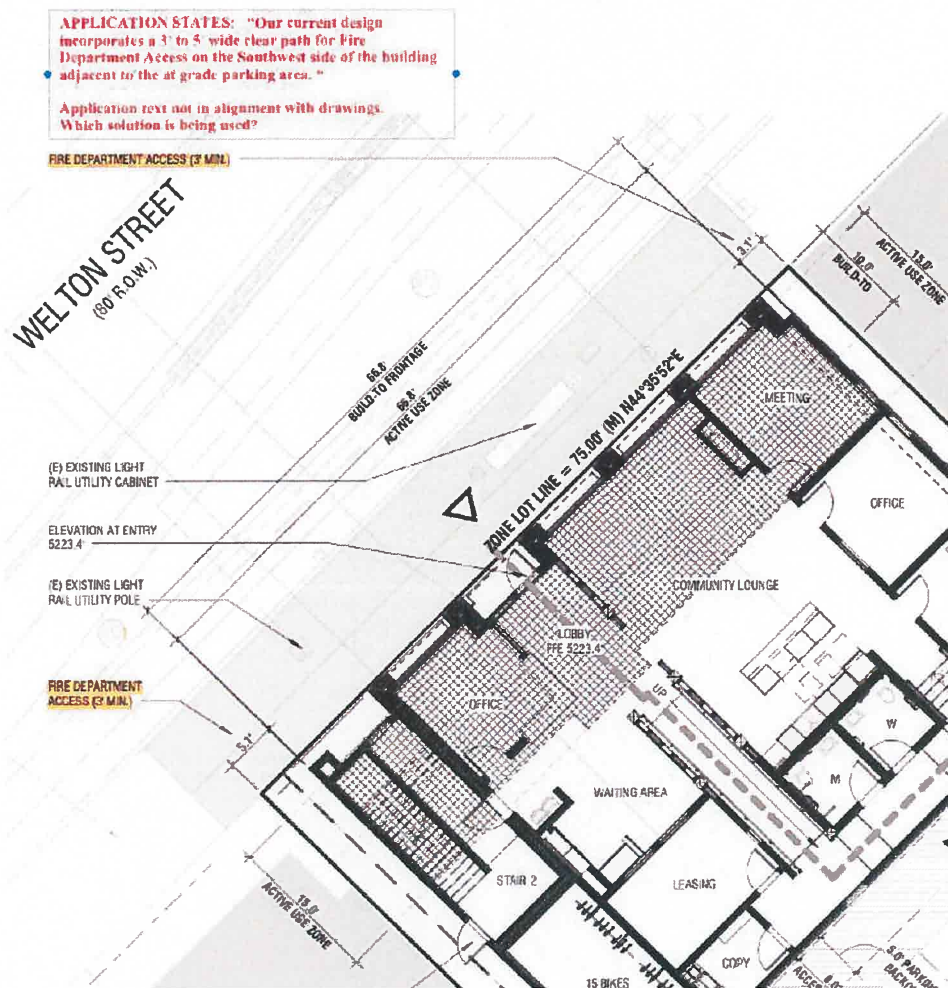 APPLICATION STATES: "Our current design
incorporates a 3' to 5' wide clear path for Fire
Department Access on the Southwest side of the building
adjacent to the at grade parking area. "
Application text not in alignment with drawings.
Which solution is being used?
FIRE DEPARTMENT ACCESS (3' MIN.)
WELTON STREET
(80 R.O.W.)
3.1'
10.0'
BUILD-TO
15.0'
ACTIVE USE ZONE
66.8'
BUILD-TO FRONTAGE
66.8'
ACTIVE USE ZONE
ZONE LOT LINE = 75.00' (M) N44°35'52"E
MEETING
(E) EXISTING LIGHT
RAIL UTILITY CABINET
OFFICE
ELEVATION AT ENTRY
5223.4'
(E) EXISTING LIGHT
RAIL UTILITY POLE
COMMUNITY LOUNGE
LOBBY
FFE 5223.4'
FIRE DEPARTMENT
ACCESS (3' MIN.)
5.1'
OFFICE
UP
W
M
WAITING AREA
STAIR 2
LEASING
15.0'
ACTIVE USE ZONE
COPY
15 BIKES
5.0' PARKING